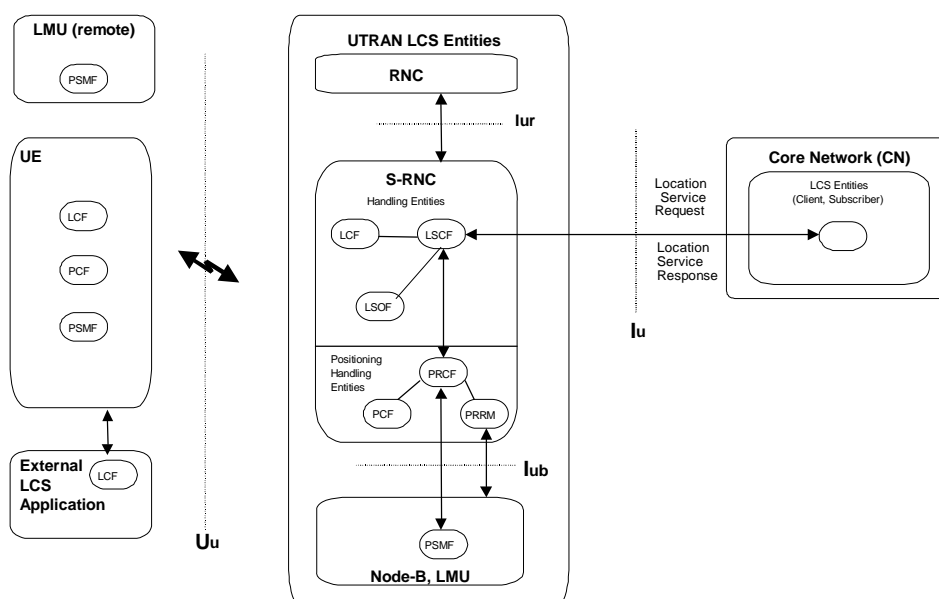 LMU (remote)
PSMF
UE
LCF
PCF
PSMF
External
LCS
Application
LCF
Uu
UTRAN LCS Entities
RNC
Iur
S-RNC
Handling Entities
LCF
LSCF
LSOF
Positioning
Handling
Entities
PRCF
PCF
PRRM
Iub
PSMF
Node-B, LMU
Location
Service
Request
Location
Service
Response
Iu
Core Network (CN)
LCS Entities
(Client, Subscriber)